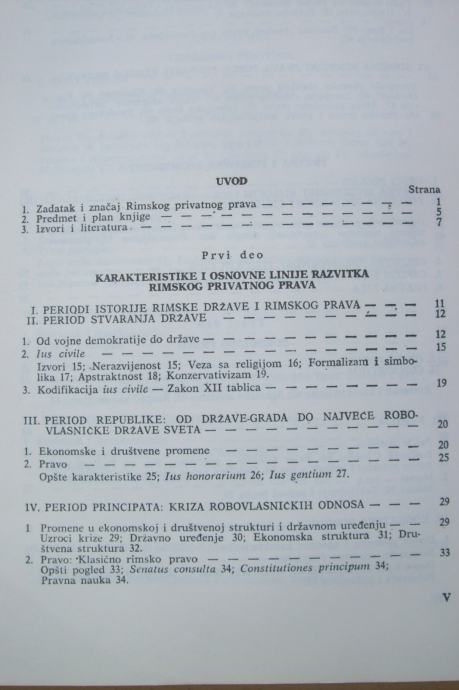 UVOD
Strana
1. Zadatak i značaj Rimskog privatnog prava — — — — — — — 1
2. Predmet i plan knjige — — — — — — — — — — — 5
3. Izvori i literatura — — — — — — — — — — — — 7
Prvi deo
KARAKTERISTIKE I OSNOVNE LINIJE RAZVITKA
RIMSKOG PRIVATNOG PRAVA
I. PERIODI ISTORIJE RIMSKE DRŽAVE I RIMSKOG PRAVA — — — 11
II. PERIOD STVARANJA DRŽAVE — — — — — — — — 12
1. Od vojne demokratije do države — — — — — — — — — 12
2. Ius civile — — — — — — — — — — — — — — 15
Izvori 15; Nerazvijenost 15; Veza sa religijom 16; Formalizam i simbo-
lika 17; Apstraktnost 18; Konzervativizam 19.
3. Kodifikacija ius civile — Zakon XII tablica — — — — — — 19
III. PERIOD REPUBLIKE: OD DRŽAVE-GRADA DO NAJVEĆE ROBO-
VLASNIČKE DRŽAVE SVETA — — — — — — — — — 20
1. Ekonomske i društvene promene — — — — — — — — — 20
2. Pravo — — — — — — — — — — — — — — — 25
Opšte karakteristike 25; Ius honorarium 26; Ius gentium 27.
IV. PERIOD PRINCIPATA: KRIZA ROBOVLASNIČKIH ODNOSA — — 29
1 Promene u ekonomskoj i društvenoj strukturi i državnom uređenju — — 29
Uzroci krize 29; Državno uređenje 30; Ekonomska struktura 31; Dru-
štvena struktura 32.
2. Pravo: Klasično rimsko pravo — — — — — — — — — — 33
Opšti pogled 33; Senatus consulta 34; Constitutiones principum 34;
Pravna nauka 34.
V